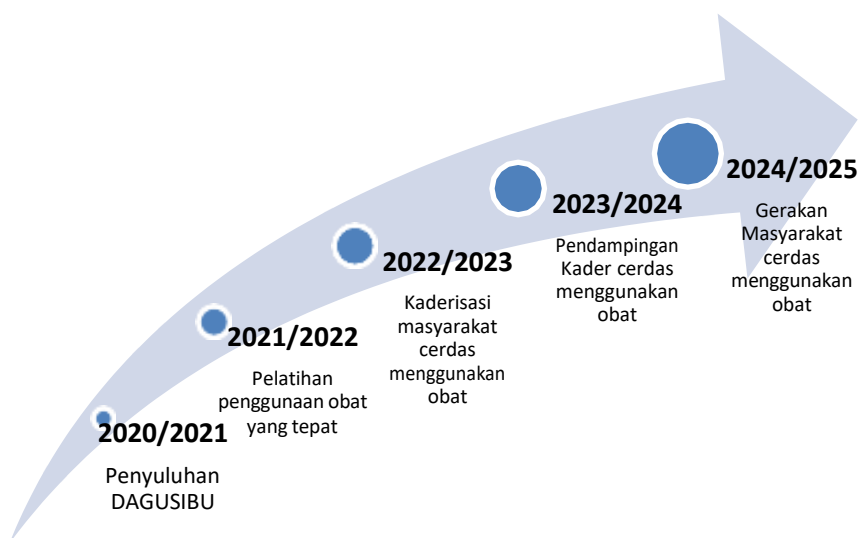 2020/2021
Penyuluhan
DAGUSIBU
2021/2022
Pelatihan
penggunaan obat
yang tepat
2022/2023
Kaderisasi
masyarakat
cerdas
menggunakan
obat
2023/2024
Pendampingan
Kader cerdas
menggunakan
obat
2024/2025
Gerakan
Masyarakat
cerdas
menggunakan
obat